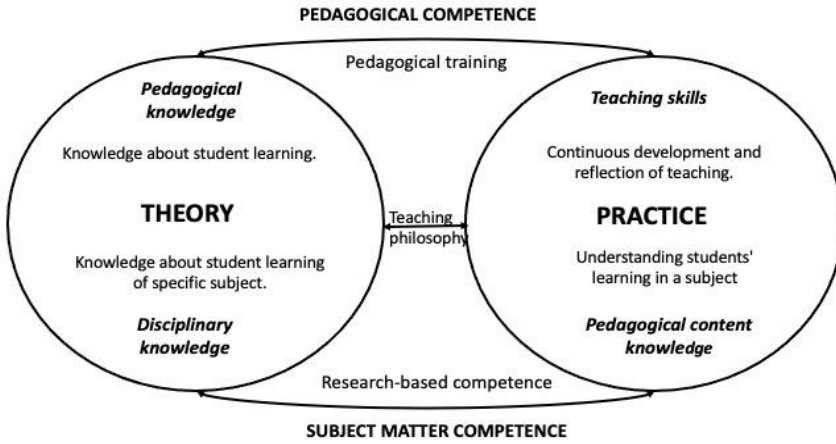 PEDAGOGICAL COMPETENCE
Pedagogical training
Pedagogical
knowledge
Knowledge about student learning.
THEORY
Knowledge about student learning
of specific subject.
Disciplinary
knowledge
Teaching
philosophy
Teaching skills
Continuous development and
reflection of teaching.
PRACTICE
Understanding students'
learning in a subject
Pedagogical content
knowledge
Research-based competence
SUBJECT MATTER COMPETENCE